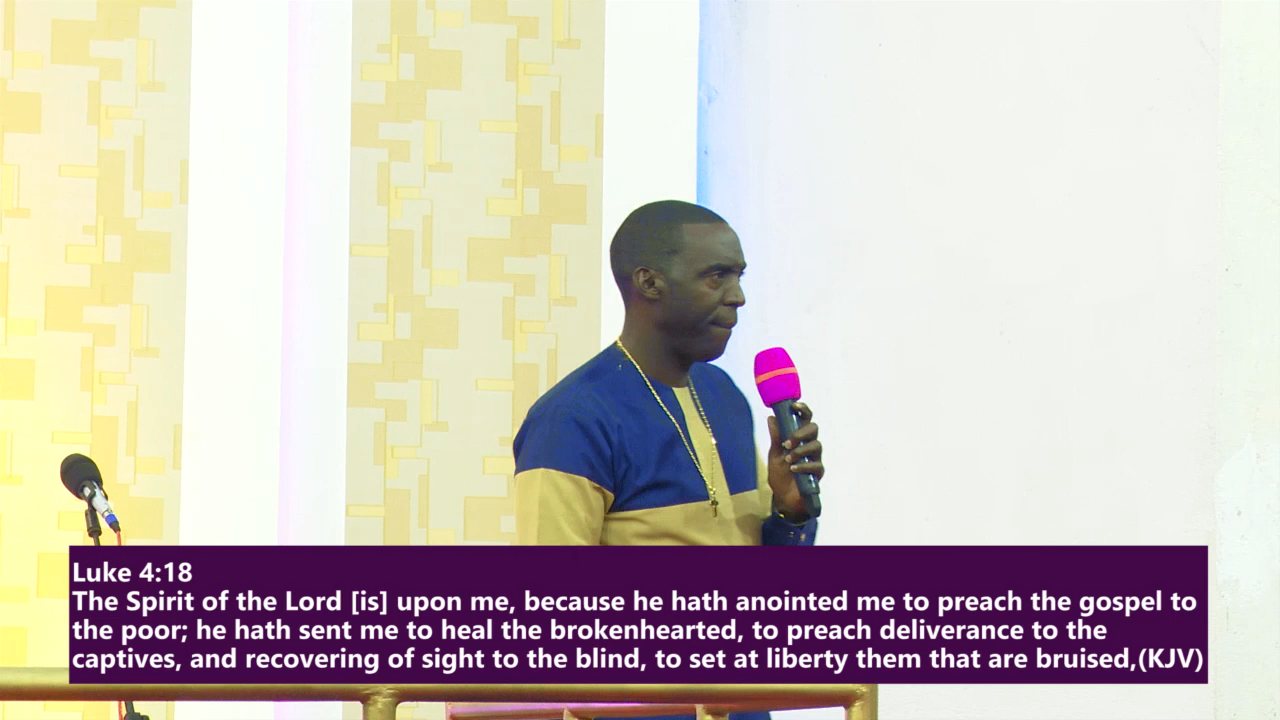 Luke 4:18
The Spirit of the Lord [is] upon me, because he hath anointed me to preach the gospel to
the poor; he hath sent me to heal the brokenhearted, to preach deliverance to the
captives, and recovering of sight to the blind, to set at liberty them that are bruised,(KJV)